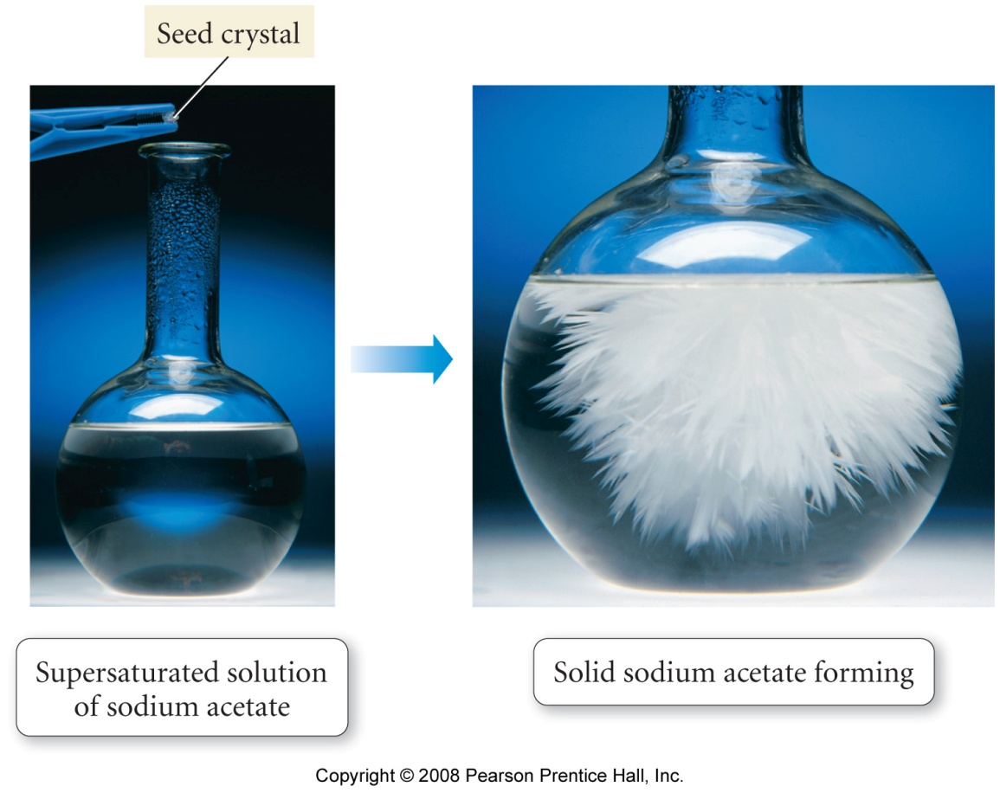 Seed crystal
Supersaturated solution
of sodium acetate
Solid sodium acetate forming
Copyright © 2008 Pearson Prentice Hall, Inc.